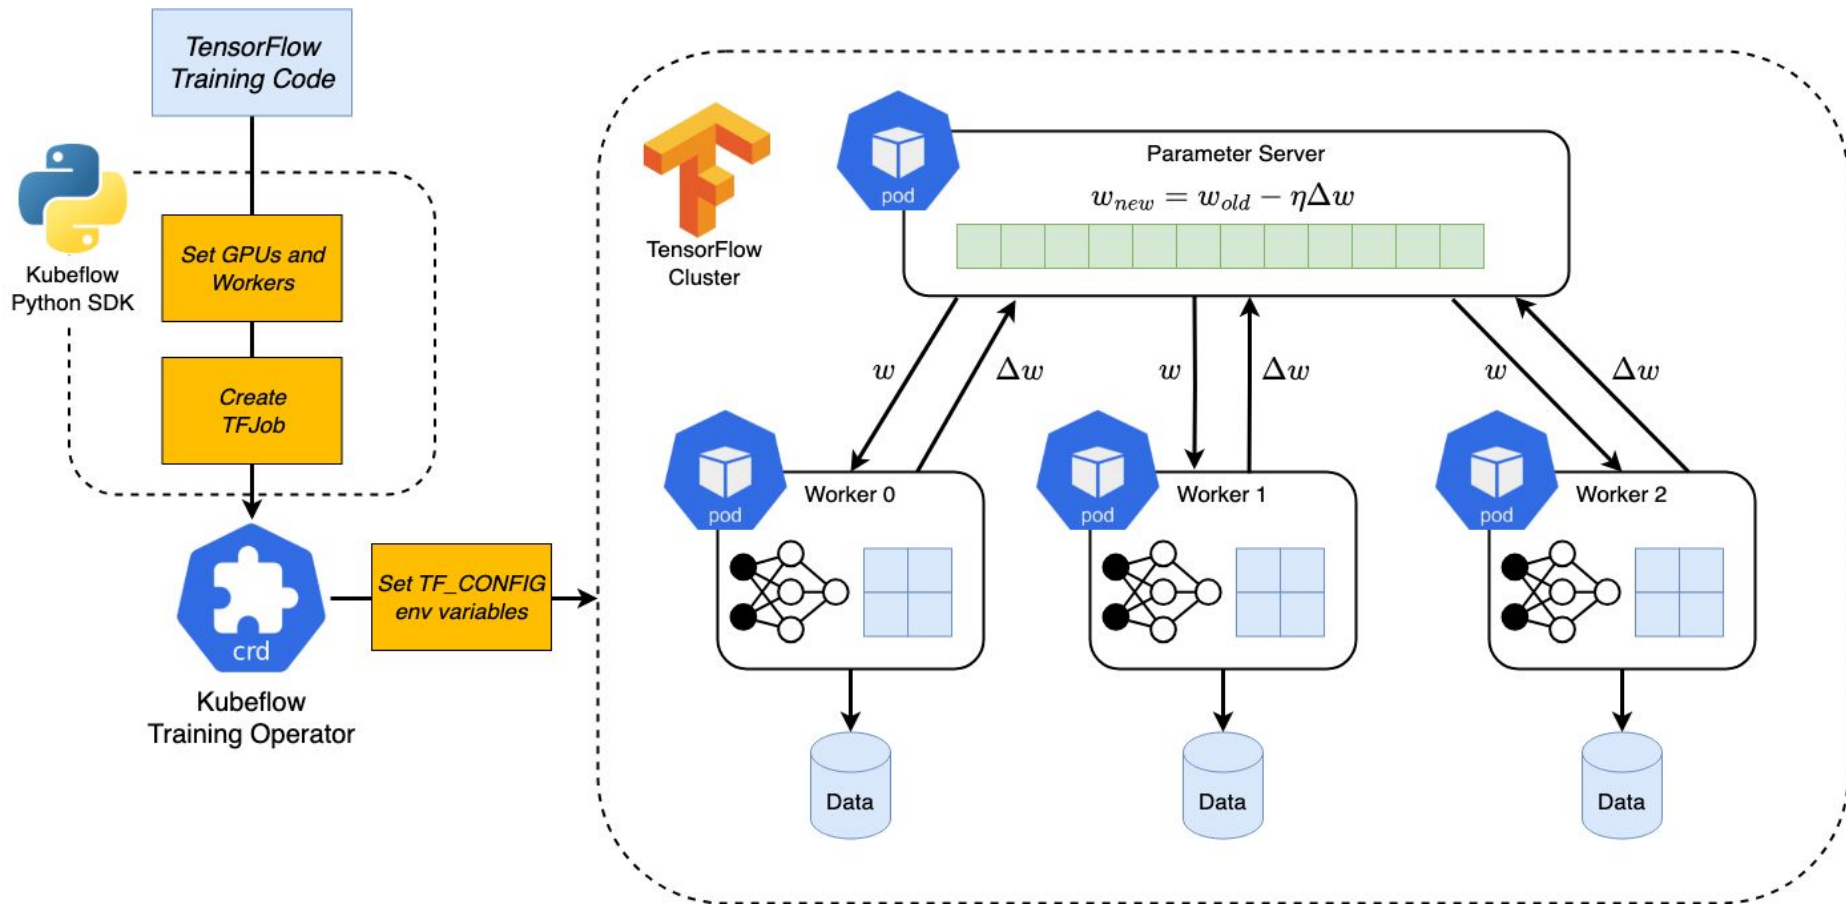 TensorFlow
Training Code
Kubeflow
Python SDK
Set GPUs and
Workers
Create
TFJob
crd
Kubeflow
Training Operator
Set TF_CONFIG
env variables
TensorFlow
Cluster
pod
Parameter Server
w_new = w_old − ηΔw
w
Δw
w
Δw
w
Δw
pod
Worker 0
pod
Worker 1
pod
Worker 2
Data
Data
Data